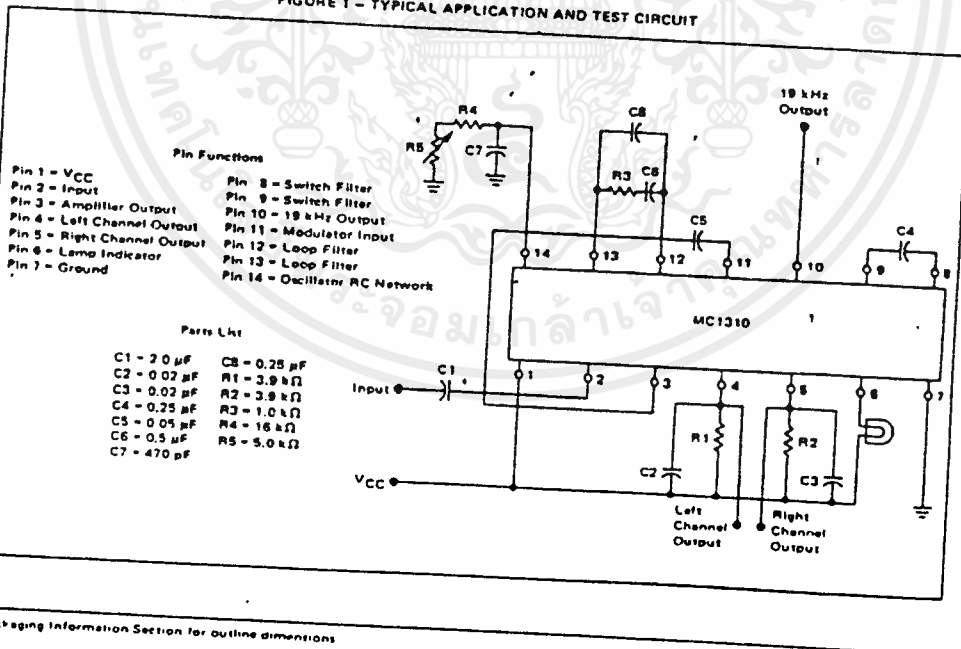 FIGURE 1 – TYPICAL APPLICATION AND TEST CIRCUIT
Pin Functions
Pin 1 = VCC
Pin 2 = Input
Pin 3 = Amplifier Output
Pin 4 = Left Channel Output
Pin 5 = Right Channel Output
Pin 6 = Lamp Indicator
Pin 7 = Ground
Pin 8 = Switch Filter
Pin 9 = Switch Filter
Pin 10 = 19 kHz Output
Pin 11 = Modulator Input
Pin 12 = Loop Filter
Pin 13 = Loop Filter
Pin 14 = Oscillator RC Network
Parts List
C1 = 2.0 µF
C2 = 0.02 µF
C3 = 0.02 µF
C4 = 0.25 µF
C5 = 0.05 µF
C6 = 0.5 µF
C7 = 470 pF
C8 = 0.25 µF
R1 = 3.9 kΩ
R2 = 3.9 kΩ
R3 = 1.0 kΩ
R4 = 16 kΩ
R5 = 5.0 kΩ
R4
R5
C7
C8
R3
C6
C5
19 kHz
Output
C4
14
13
12
11
10
9
8
MC1310
1
2
3
4
5
6
7
Input
C1
VCC
C2
R1
R2
C3
Left
Channel
Output
Right
Channel
Output
kaging Information Section for outline dimensions